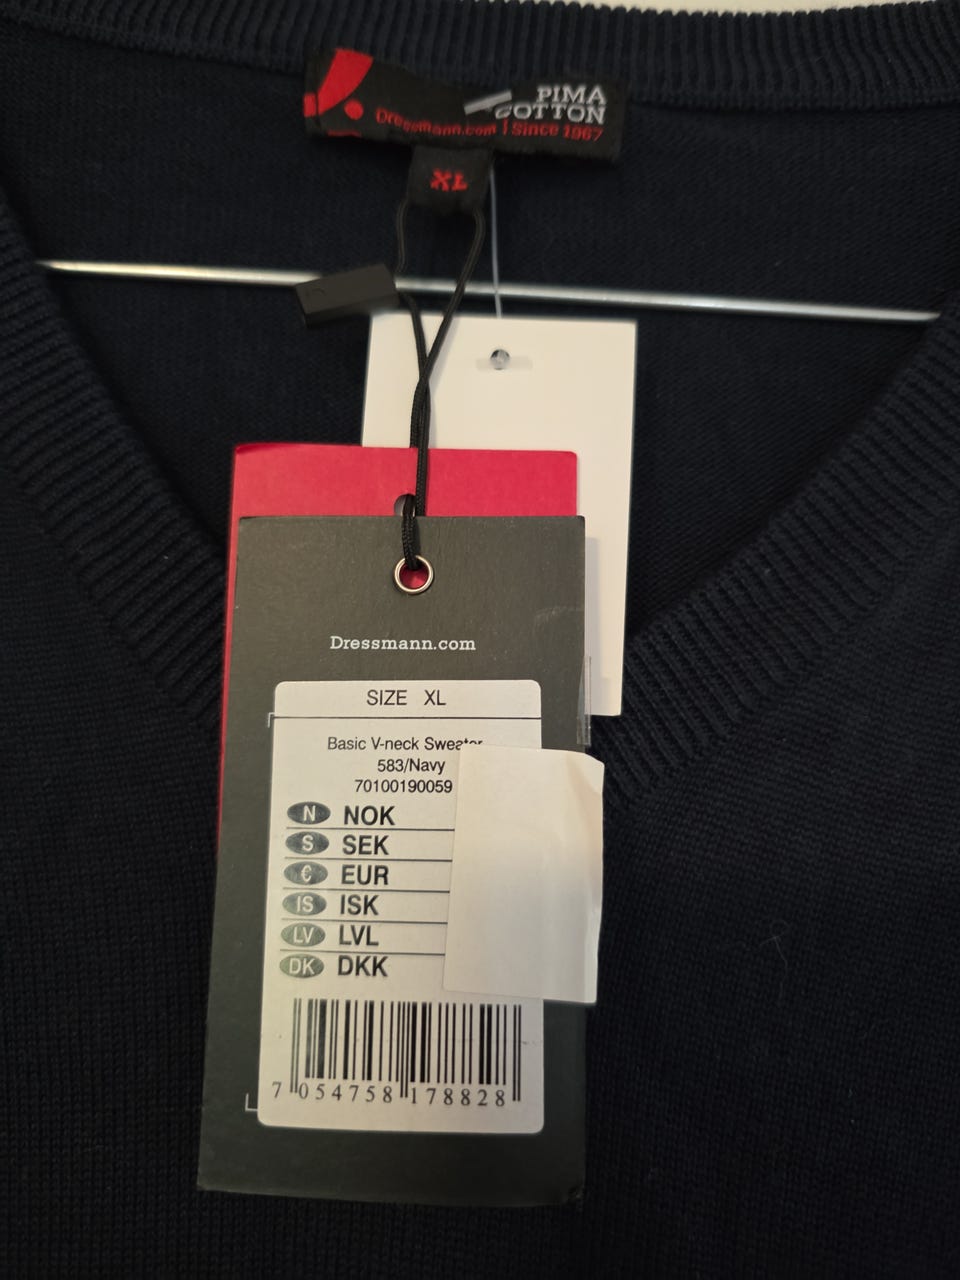 PIMA
COTTON
Dressmann.com | Since 1967
XL
Dressmann.com
SIZE XL
Basic V-neck Sweater
583/Navy
70100190059
N NOK
S SEK
€ EUR
IS ISK
LV LVL
DK DKK
7 054758 178828